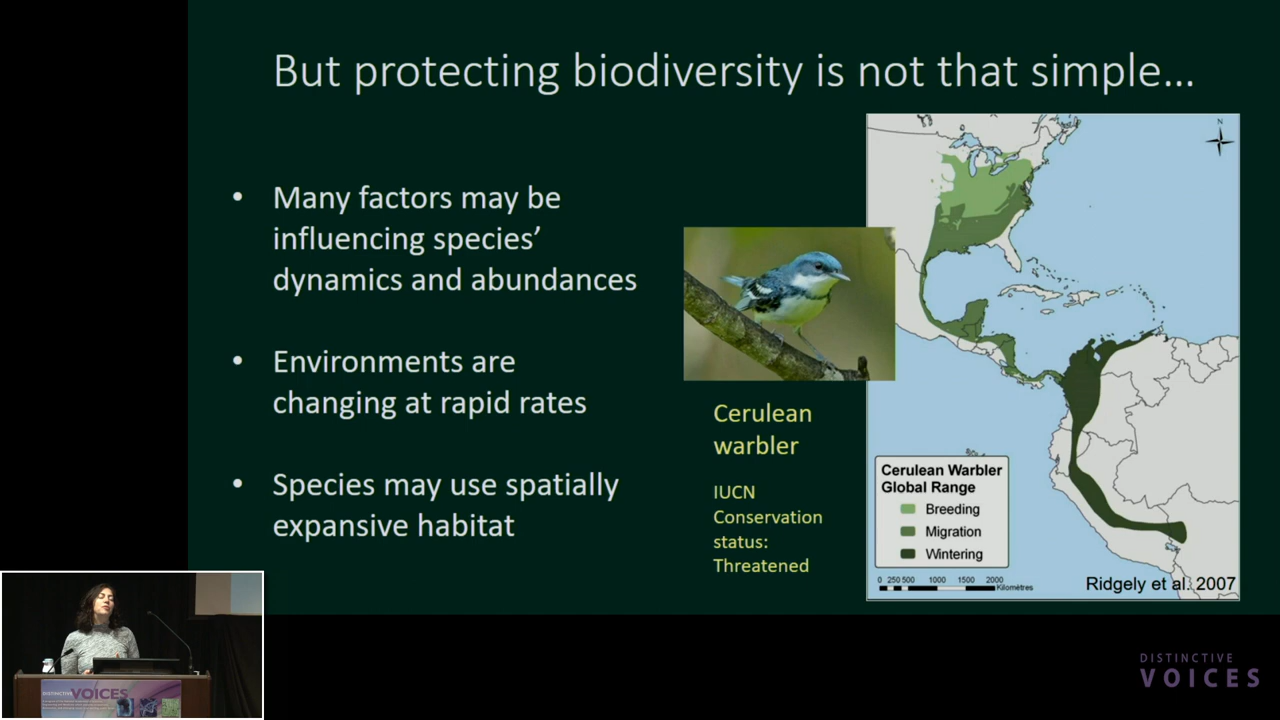 But protecting biodiversity is not that simple...
• Many factors may be
influencing species'
dynamics and abundances
• Environments are
changing at rapid rates
• Species may use spatially
expansive habitat
Cerulean
warbler
IUCN
Conservation
status:
Threatened
N
Cerulean Warbler
Global Range
Breeding
Migration
Wintering
0 250 500 1000 1500 2000
Kilometres
Ridgely et al. 2007
DISTINCTIVE VOICES
DISTINCTIVE
VOICES